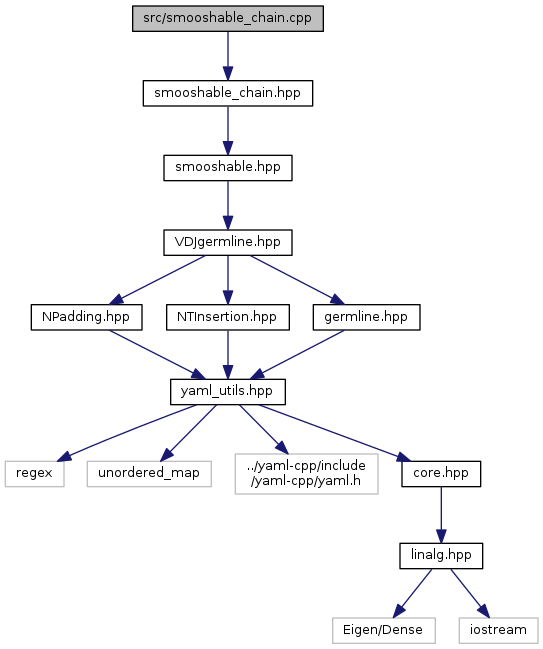 src/smooshable_chain.cpp
smooshable_chain.hpp
smooshable.hpp
VDJgermline.hpp
NPadding.hpp
NTInsertion.hpp
germline.hpp
yaml_utils.hpp
regex
unordered_map
../yaml-cpp/include
/yaml-cpp/yaml.h
core.hpp
linalg.hpp
Eigen/Dense
iostream